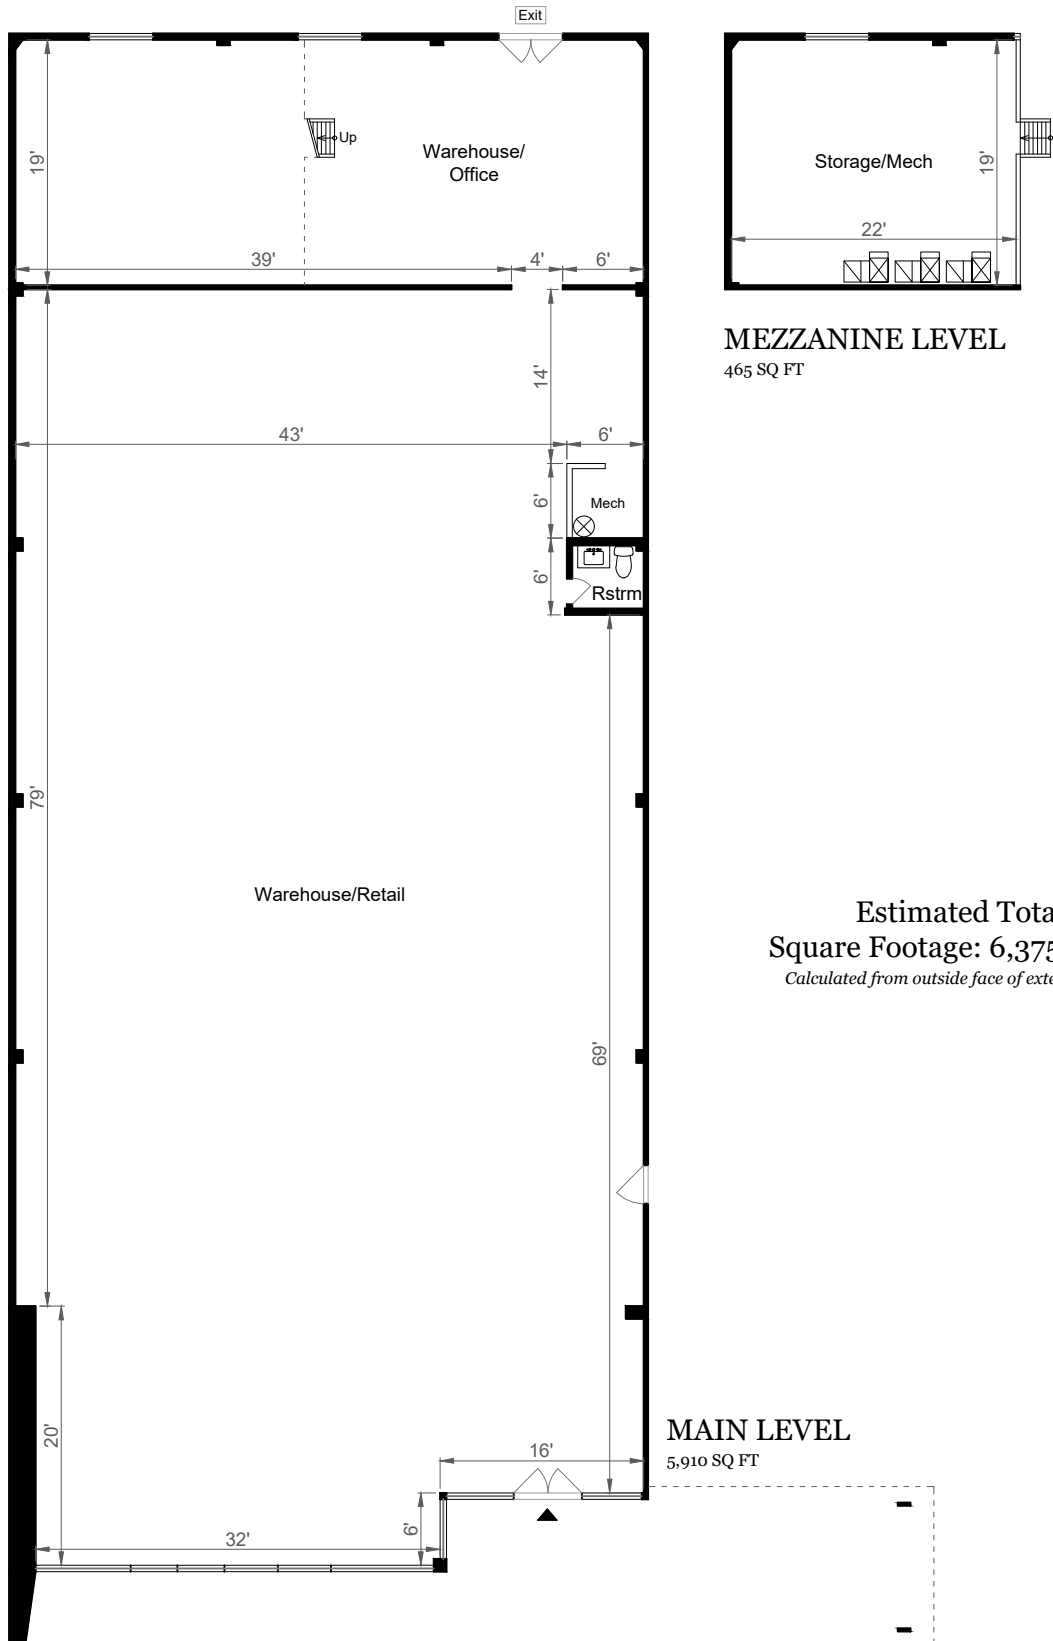 Exit
Up
Warehouse/
Office
19'
39'
4'
6'
Storage/Mech
19'
22'
MEZZANINE LEVEL
465 SQ FT
14'
43'
6'
6'
Mech
6'
Rstrm
79'
Warehouse/Retail
Estimated Tota
Square Footage: 6,375
Calculated from outside face of exte
69'
20'
MAIN LEVEL
5,910 SQ FT
16'
6'
32'